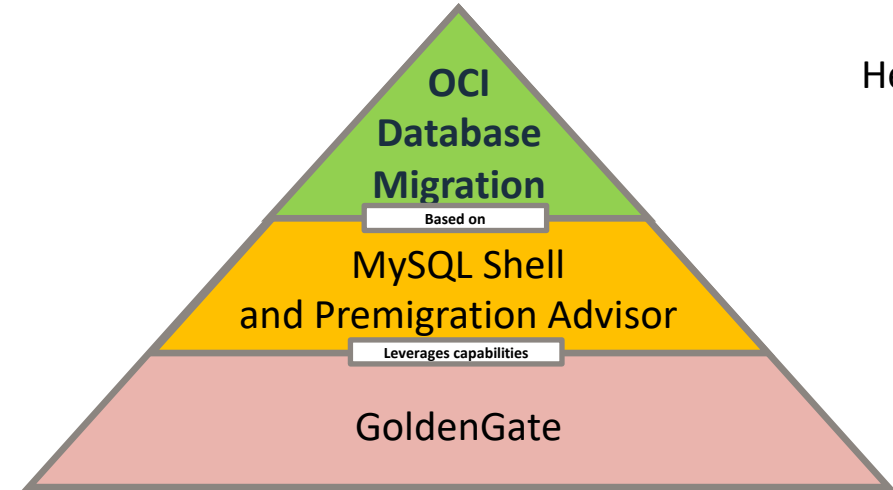 OCI
Database
Migration
Based on
MySQL Shell
and Premigration Advisor
Leverages capabilities
GoldenGate